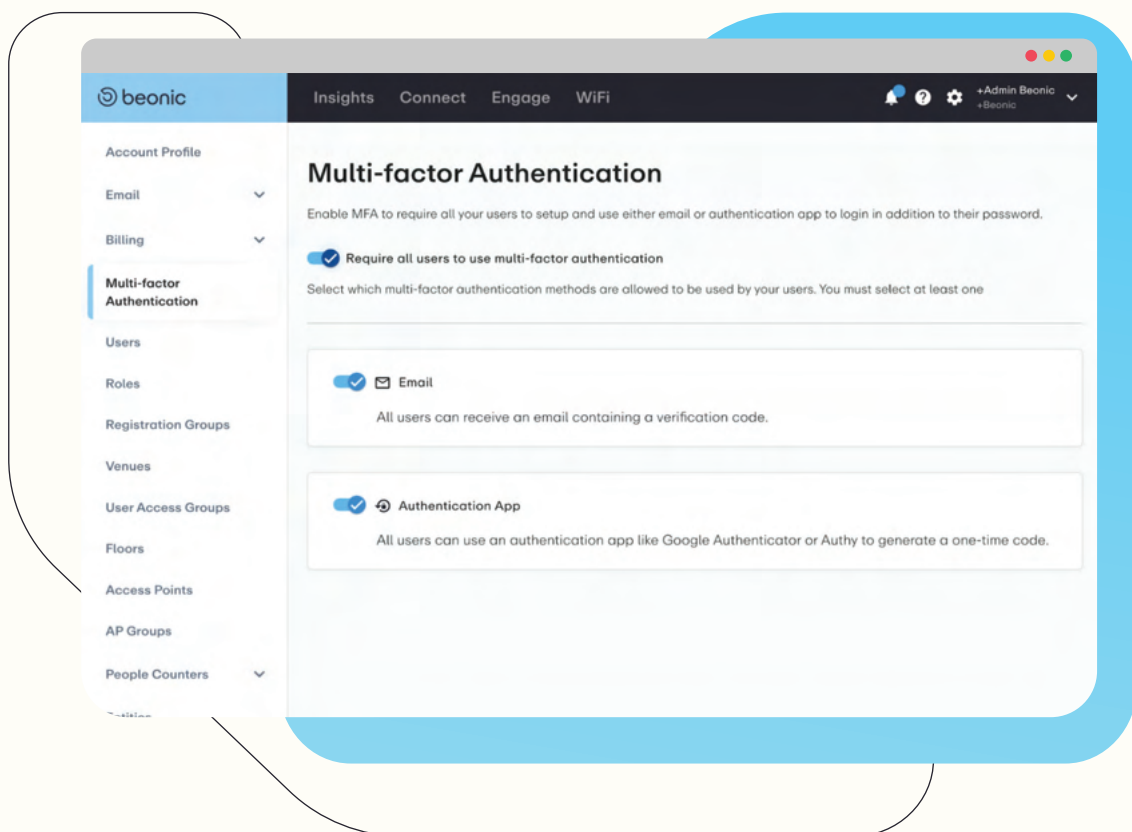 beonic
Insights Connect Engage WiFi
+Admin Beonic
+Beonic
Account Profile
Email
Billing
Multi-factor
Authentication
Users
Roles
Registration Groups
Venues
User Access Groups
Floors
Access Points
AP Groups
People Counters
Multi-factor Authentication
Enable MFA to require all your users to setup and use either email or authentication app to login in addition to their password.
Require all users to use multi-factor authentication
Select which multi-factor authentication methods are allowed to be used by your users. You must select at least one
Email
All users can receive an email containing a verification code.
Authentication App
All users can use an authentication app like Google Authenticator or Authy to generate a one-time code.